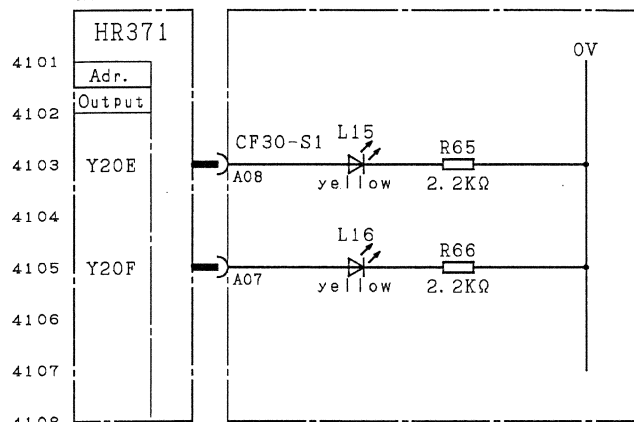 HR371
0V
4101
Adr.
Output
4102
CF30-S1
L15
R65
4103
Y20E
A08
yellow
2.2KΩ
4104
L16
R66
4105
Y20F
A07
yellow
2.2KΩ
4106
4107
4108